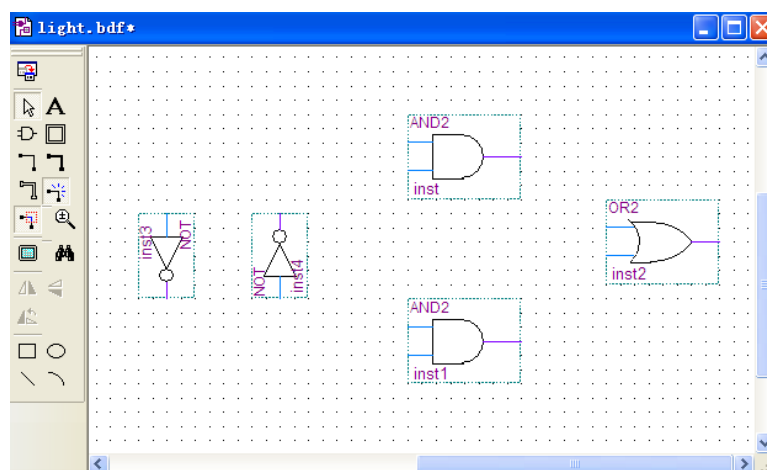 light.bdf*
A
AND2
inst
inst3
NOT
NOT
inst4
OR2
inst2
AND2
inst1